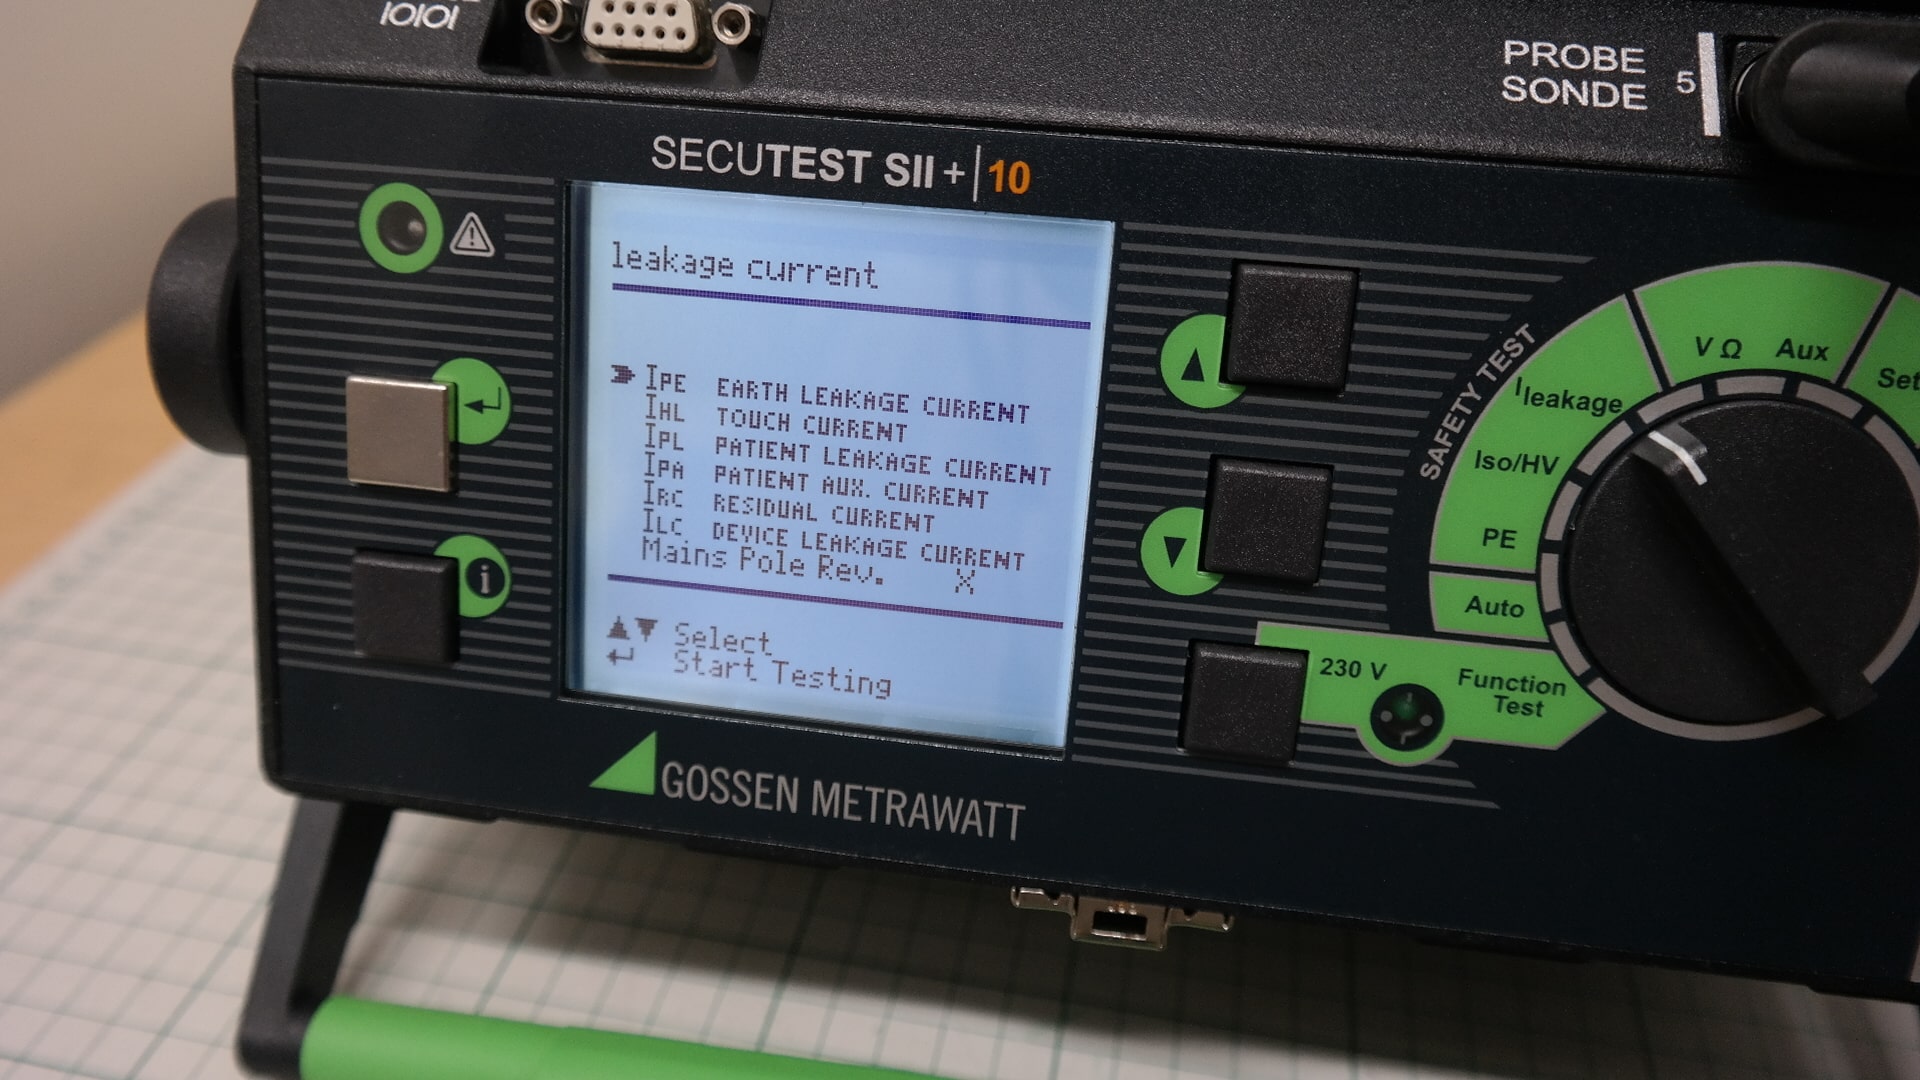 IOIOI
PROBE
SONDE
5
SECUTEST SII + | 10
leakage current
IPE EARTH LEAKAGE CURRENT
IHL TOUCH CURRENT
IPL PATIENT LEAKAGE CURRENT
IPA PATIENT AUX. CURRENT
IRC RESIDUAL CURRENT
ILC DEVICE LEAKAGE CURRENT
Mains Pole Rev. X
▲▼ Select
↵ Start Testing
i
GOSSEN METRAWATT
SAFETY TEST
V Ω
Aux
Ileakage
Iso/HV
PE
Auto
230 V
Function
Test